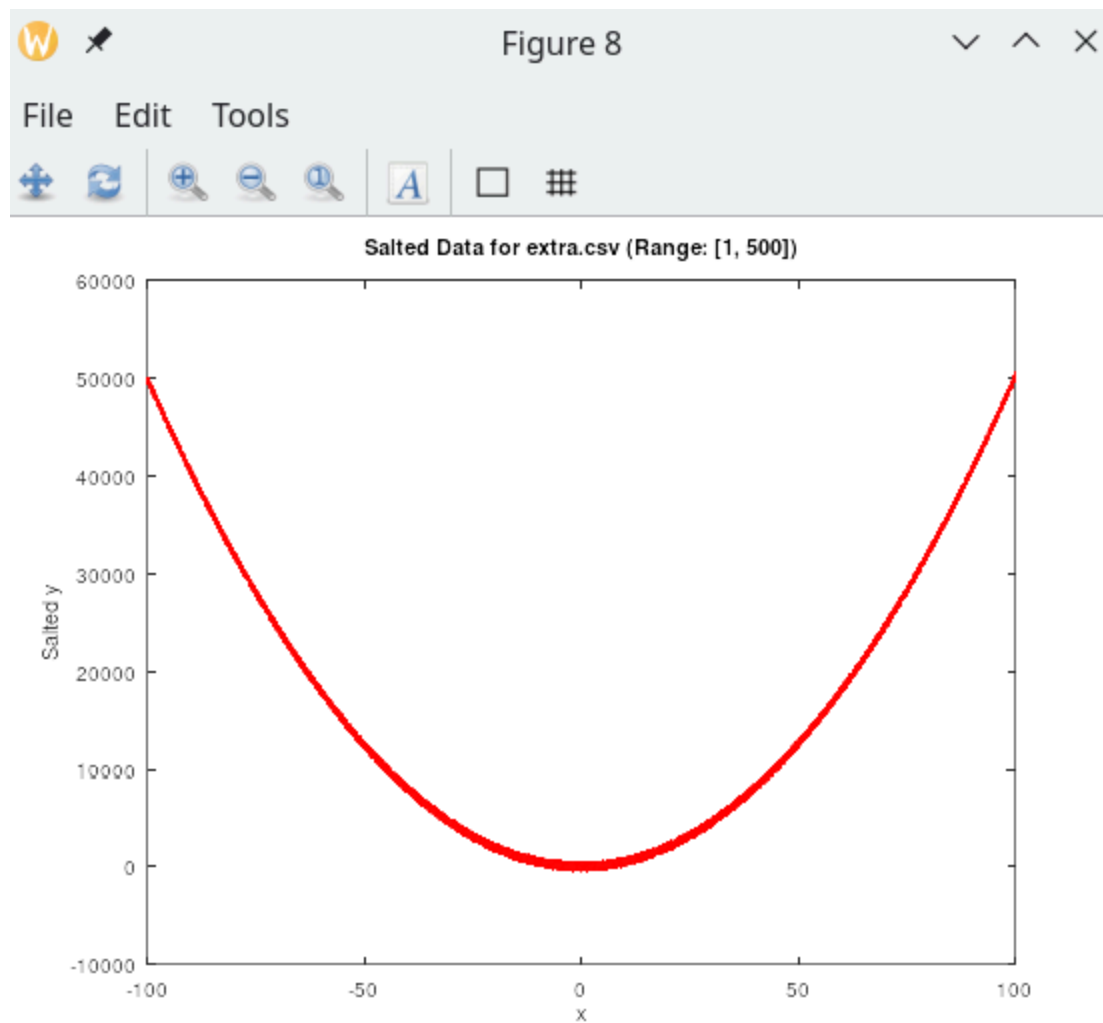 Figure 8
File Edit Tools
A
Salted Data for extra.csv (Range: [1, 500])
60000
50000
40000
30000
20000
10000
0
-10000
Salted y
-100 -50 0 50 100
x